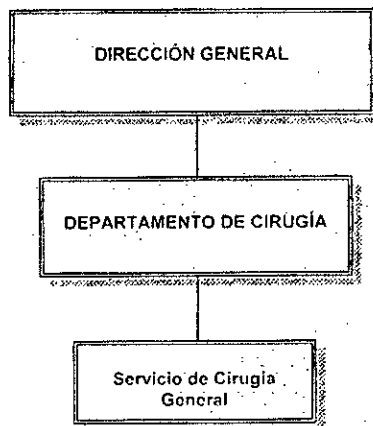 DIRECCIÓN GENERAL
DEPARTAMENTO DE CIRUGÍA
Servicio de Cirugía
General